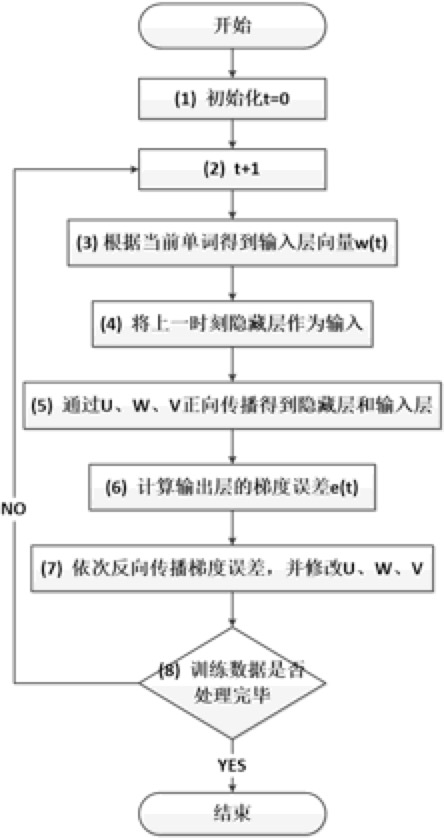 开始
(1) 初始化t=0
(2) t+1
(3)根据当前单词得到输入层向量w(t)
(4) 将上一时刻隐藏层作为输入
(5) 通过U、W、V正向传播得到隐藏层和输入层
(6) 计算输出层的梯度误差e(t)
NO
(7) 依次反向传播梯度误差，并修改U、W、V
(8) 训练数据是否
处理完毕
YES
结束